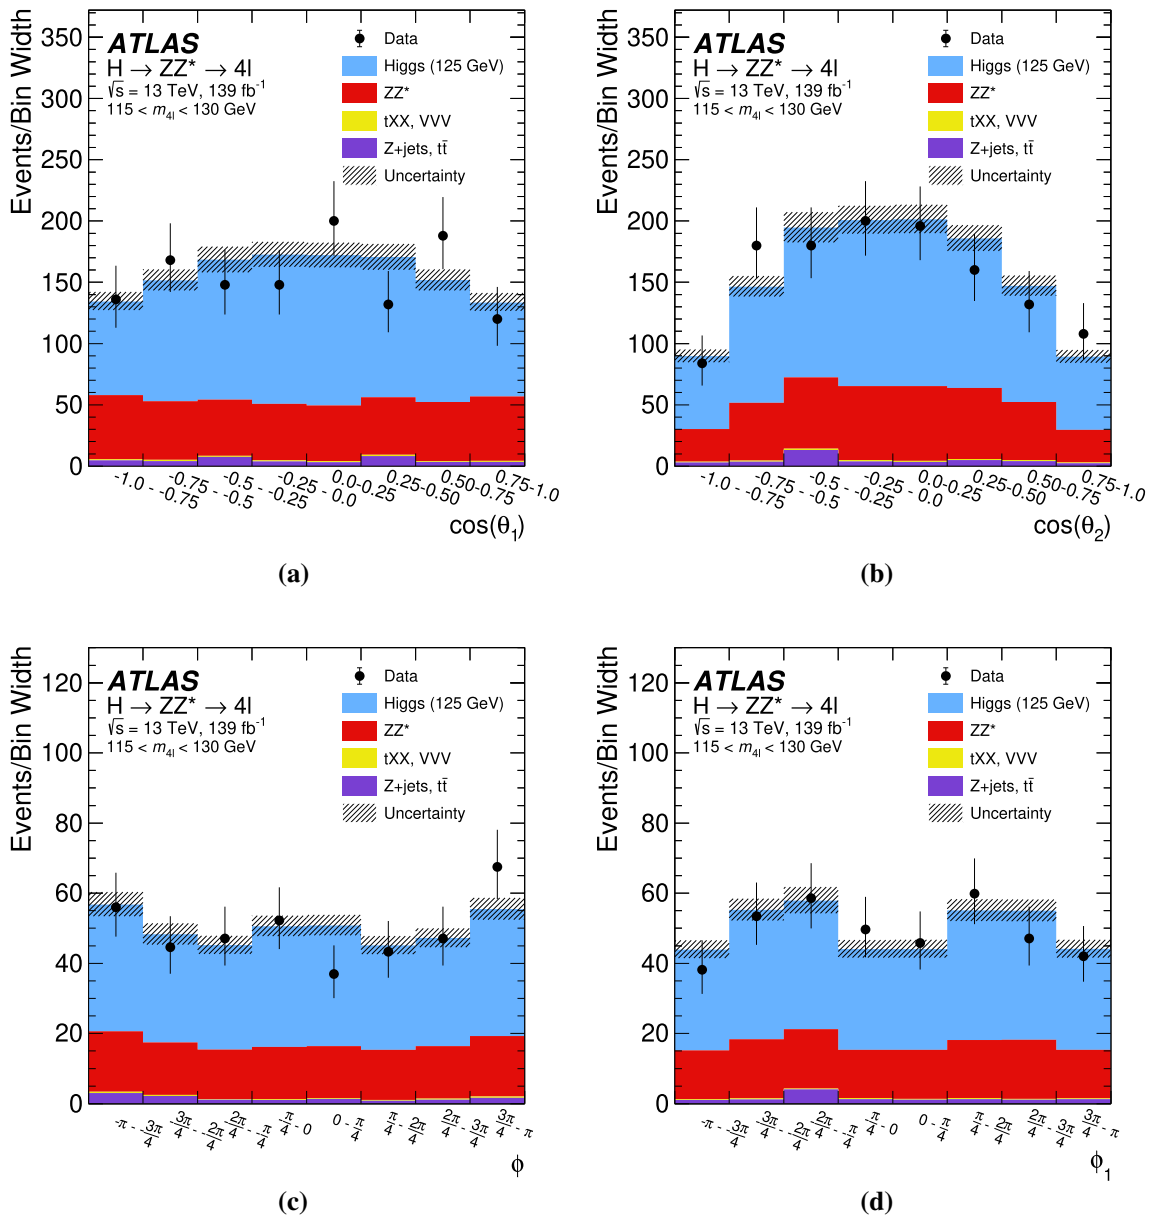 Events/Bin Width
350
300
250
200
150
100
50
0
ATLAS
H → ZZ* → 4l
√s = 13 TeV, 139 fb-1
115 < m4l < 130 GeV
Data
Higgs (125 GeV)
ZZ*
tXX, VVV
Z+jets, tt̄
Uncertainty
-1.0 - -0.75
-0.75 - -0.5
-0.5 - -0.25
-0.25 - 0.0
0.0-0.25
0.25-0.50
0.50-0.75
0.75-1.0
cos(θ1)
(a)
Events/Bin Width
350
300
250
200
150
100
50
0
ATLAS
H → ZZ* → 4l
√s = 13 TeV, 139 fb-1
115 < m4l < 130 GeV
Data
Higgs (125 GeV)
ZZ*
tXX, VVV
Z+jets, tt̄
Uncertainty
-1.0 - -0.75
-0.75 - -0.5
-0.5 - -0.25
-0.25 - 0.0
0.0-0.25
0.25-0.50
0.50-0.75
0.75-1.0
cos(θ2)
(b)
Events/Bin Width
120
100
80
60
40
20
0
ATLAS
H → ZZ* → 4l
√s = 13 TeV, 139 fb-1
115 < m4l < 130 GeV
Data
Higgs (125 GeV)
ZZ*
tXX, VVV
Z+jets, tt̄
Uncertainty
-π - -3π/4
-3π/4 - -2π/4
-2π/4 - -π/4
-π/4 - 0
0 - π/4
π/4 - 2π/4
2π/4 - 3π/4
3π/4 - π
ϕ
(c)
Events/Bin Width
120
100
80
60
40
20
0
ATLAS
H → ZZ* → 4l
√s = 13 TeV, 139 fb-1
115 < m4l < 130 GeV
Data
Higgs (125 GeV)
ZZ*
tXX, VVV
Z+jets, tt̄
Uncertainty
-π - -3π/4
-3π/4 - -2π/4
-2π/4 - -π/4
-π/4 - 0
0 - π/4
π/4 - 2π/4
2π/4 - 3π/4
3π/4 - π
ϕ1
(d)